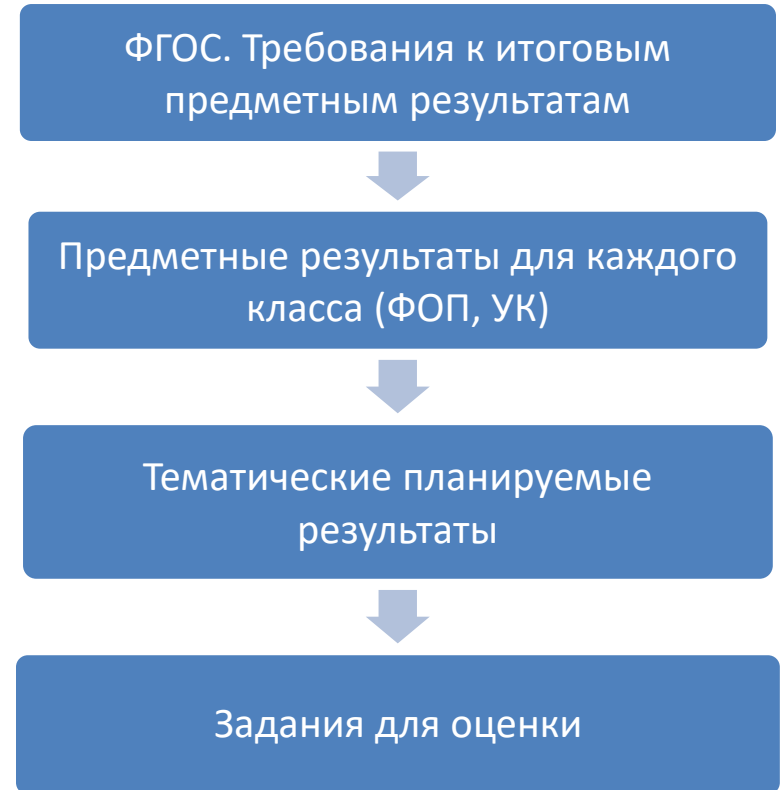 ФГОС. Требования к итоговым
предметным результатам
Предметные результаты для каждого
класса (ФОП, УК)
Тематические планируемые
результаты
Задания для оценки